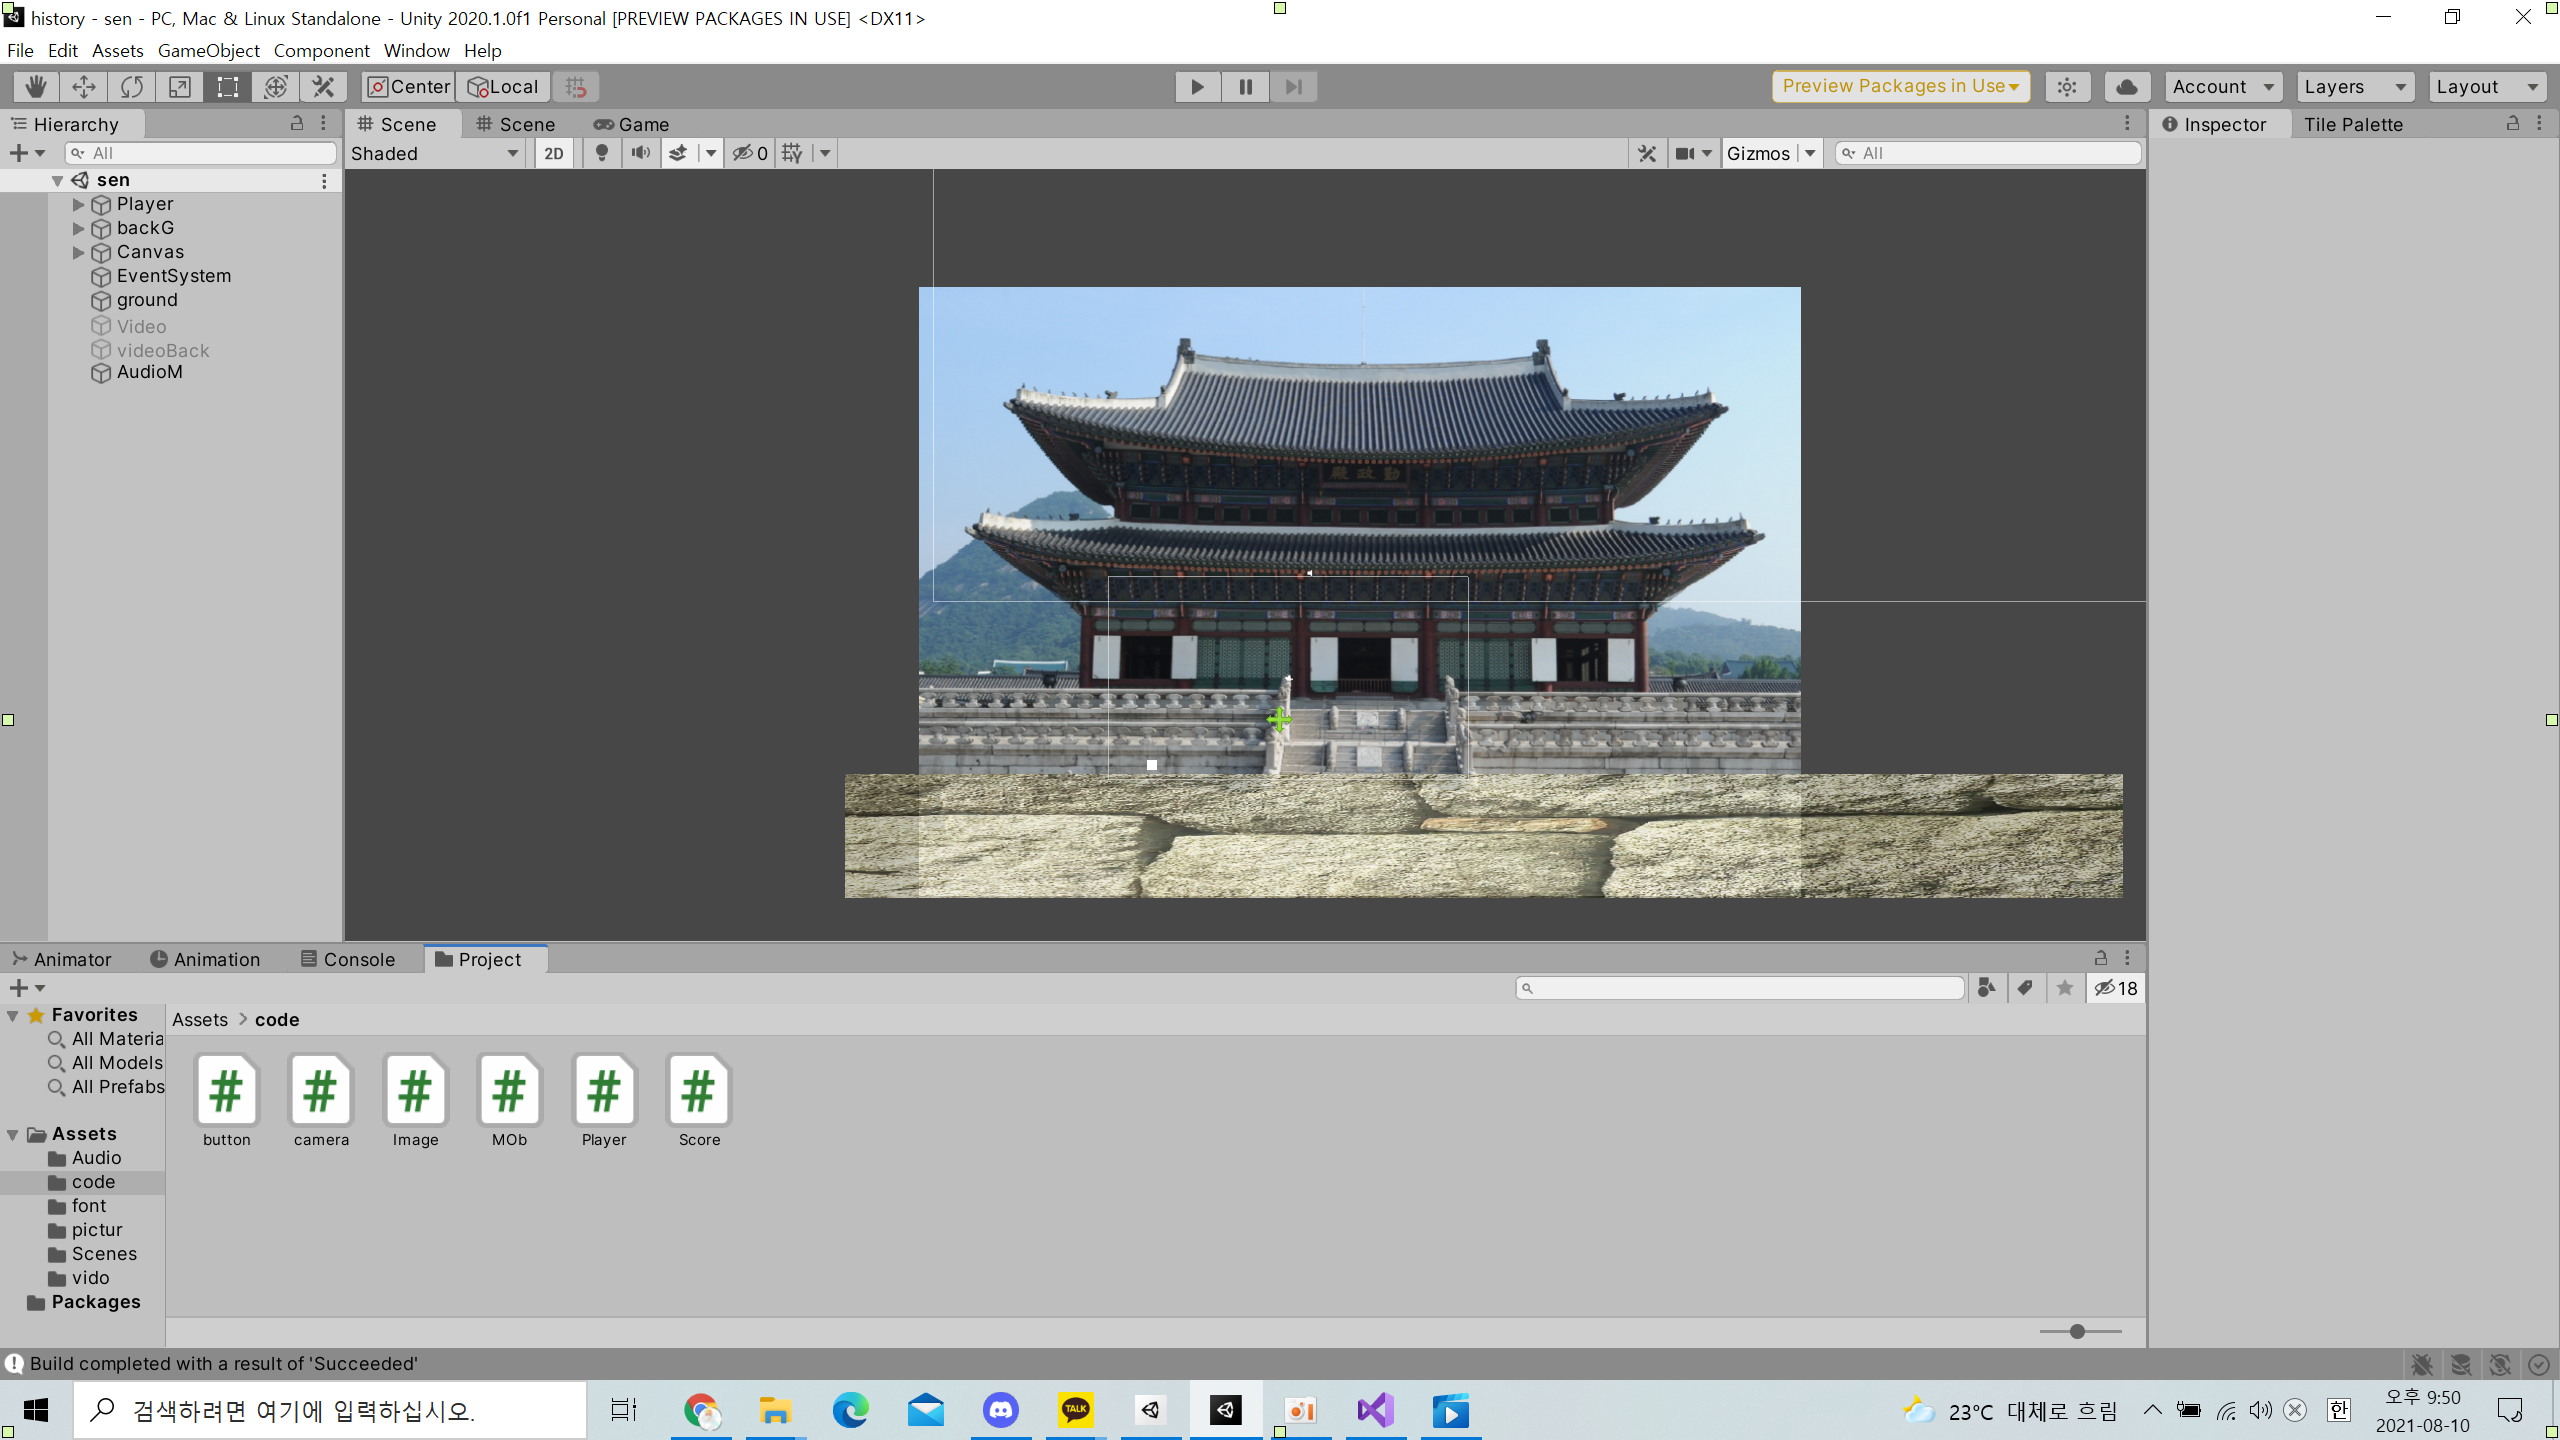 history - sen - PC, Mac & Linux Standalone - Unity 2020.1.0f1 Personal [PREVIEW PACKAGES IN USE] <DX11>
File Edit Assets GameObject Component Window Help
Center Local Preview Packages in Use Account Layers Layout
Hierarchy Scene Scene Game Inspector Tile Palette
All Shaded 2D 0 Gizmos All
sen
Player
backG
Canvas
EventSystem
ground
Video
videoBack
AudioM
殿政勤
Animator Animation Console Project
18
Favorites
All Materia
All Models
All Prefabs
Assets
Audio
code
font
pictur
Scenes
vido
Packages
Assets > code
button camera Image MOb Player Score
Build completed with a result of 'Succeeded'
검색하려면 여기에 입력하십시오.
TALK
23°C 대체로 흐림
한
오후 9:50
2021-08-10